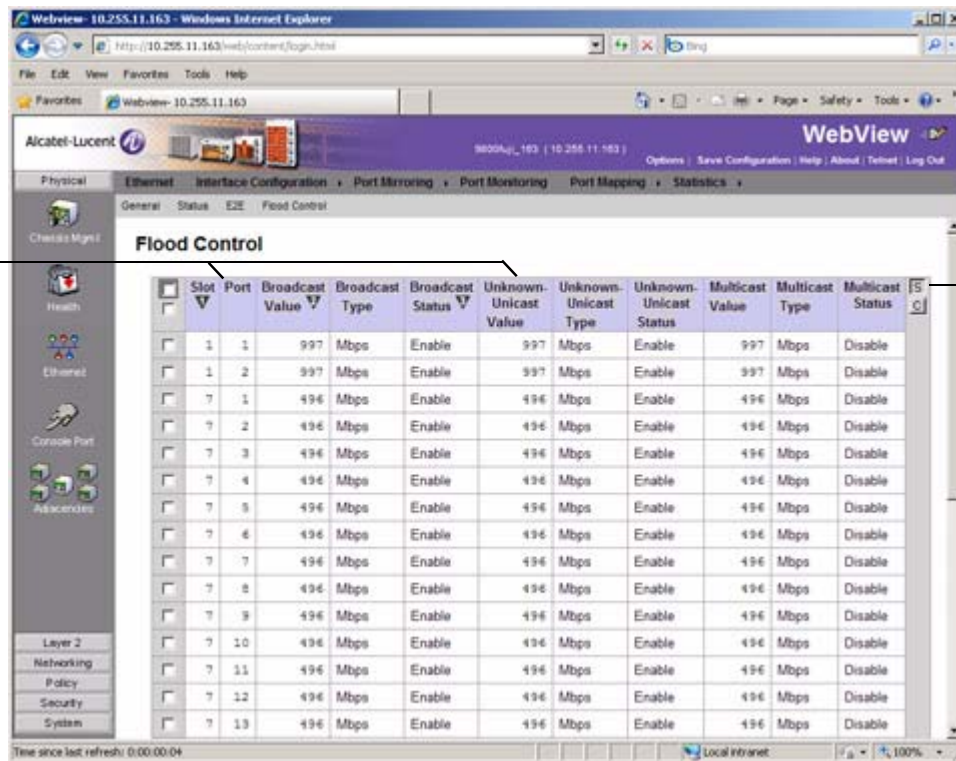 Webview- 10.255.11.163 - Windows Internet Explorer
http://10.255.11.163/web/content/login.html
Bing
File Edit View Favorites Tools Help
Favorites Webview- 10.255.11.163 Page Safety Tools
Alcatel-Lucent
WebView
Options | Save Configuration | Help | About | Telnet | Log Out
Physical Ethernet Interface Configuration Port Mirroring Port Monitoring Port Mapping Statistics
General Status E2E Flood Control
Chassis Mgmt
Health
Ethernet
Console Port
Adjacencies
Layer 2
Networking
Policy
Security
System
Flood Control
Slot Port Broadcast Value Broadcast Type Broadcast Status Unknown-Unicast Value Unknown-Unicast Type Unknown-Unicast Status Multicast Value Multicast Type Multicast Status S C
1 1 997 Mbps Enable 997 Mbps Enable 997 Mbps Disable
1 2 997 Mbps Enable 997 Mbps Enable 997 Mbps Disable
7 1 496 Mbps Enable 496 Mbps Enable 496 Mbps Disable
7 2 496 Mbps Enable 496 Mbps Enable 496 Mbps Disable
7 3 496 Mbps Enable 496 Mbps Enable 496 Mbps Disable
7 4 496 Mbps Enable 496 Mbps Enable 496 Mbps Disable
7 5 496 Mbps Enable 496 Mbps Enable 496 Mbps Disable
7 6 496 Mbps Enable 496 Mbps Enable 496 Mbps Disable
7 7 496 Mbps Enable 496 Mbps Enable 496 Mbps Disable
7 8 496 Mbps Enable 496 Mbps Enable 496 Mbps Disable
7 9 496 Mbps Enable 496 Mbps Enable 496 Mbps Disable
7 10 496 Mbps Enable 496 Mbps Enable 496 Mbps Disable
7 11 496 Mbps Enable 496 Mbps Enable 496 Mbps Disable
7 12 496 Mbps Enable 496 Mbps Enable 496 Mbps Disable
7 13 496 Mbps Enable 496 Mbps Enable 496 Mbps Disable
Time since last refresh: 0:00:00:04 Local intranet 100%